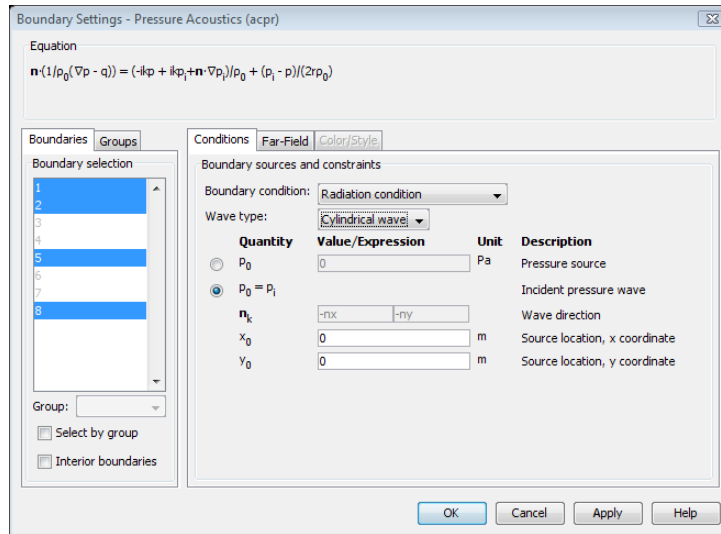 Boundary Settings - Pressure Acoustics (acpr)
Equation
n·(1/ρ₀(∇p - q)) = (-ikp + ikpᵢ+n·∇pᵢ)/ρ₀ + (pᵢ - p)/(2rρ₀)
Boundaries Groups
Boundary selection
1
2
3
4
5
6
7
8
Group:
Select by group
Interior boundaries
Conditions Far-Field Color/Style
Boundary sources and constraints
Boundary condition: Radiation condition
Wave type: Cylindrical wave
Quantity Value/Expression Unit Description
p₀ 0 Pa Pressure source
p₀ = pᵢ Incident pressure wave
nₖ -nx -ny Wave direction
x₀ 0 m Source location, x coordinate
y₀ 0 m Source location, y coordinate
OK Cancel Apply Help